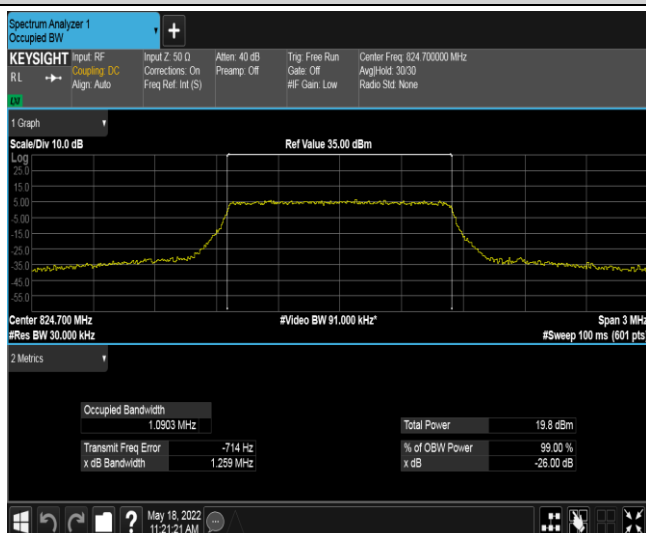 Spectrum Analyzer 1
Occupied BW
+
KEYSIGHT
RL
Input: RF
Coupling: DC
Align: Auto
Input Z: 50 Ω
Corrections: On
Freq Ref: Int (S)
Atten: 40 dB
Preamp: Off
Trig: Free Run
Gate: Off
#IF Gain: Low
Center Freq: 824.700000 MHz
Avg|Hold: 30/30
Radio Std: None
1 Graph
Scale/Div 10.0 dB
Ref Value 35.00 dBm
Log
25.0
15.0
5.00
-5.00
-15.0
-25.0
-35.0
-45.0
-55.0
Center 824.700 MHz
#Video BW 91.000 kHz*
Span 3 MHz
#Res BW 30.000 kHz
#Sweep 100 ms (601 pts)
2 Metrics
Occupied Bandwidth
1.0903 MHz
Total Power 19.8 dBm
Transmit Freq Error -714 Hz
% of OBW Power 99.00 %
x dB Bandwidth 1.259 MHz
x dB -26.00 dB
?
May 18, 2022
11:21:21 AM